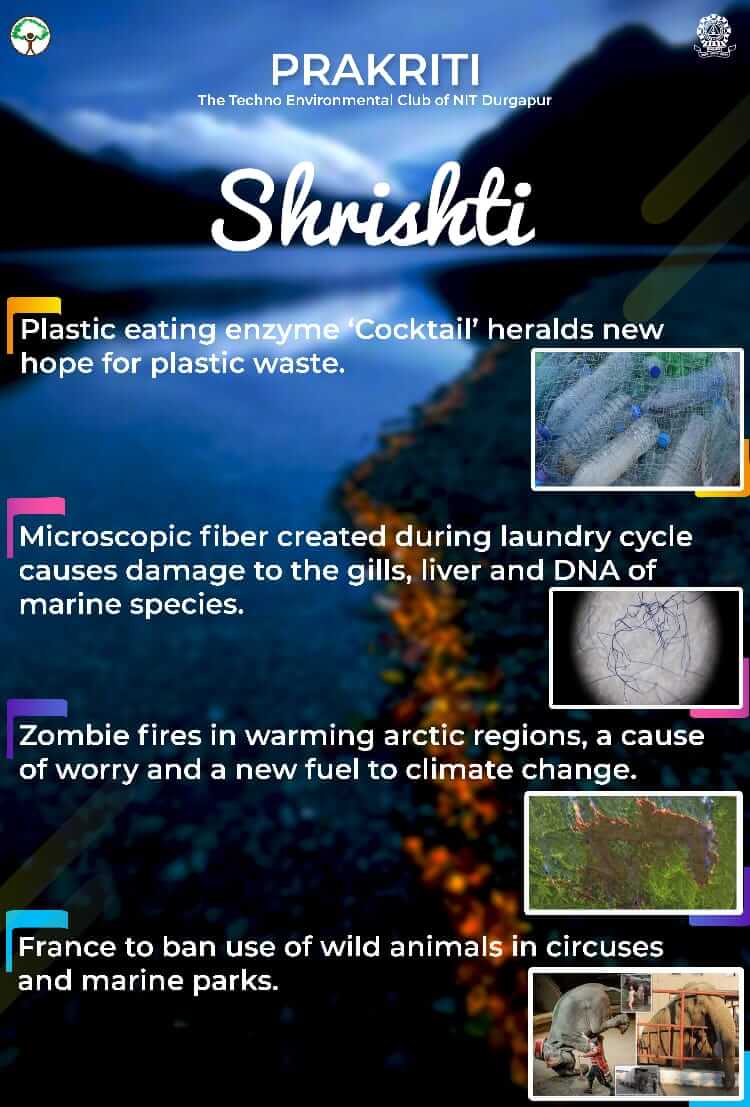 PRAKRITI
The Techno Environmental Club of NIT Durgapur
Shrishti
Plastic eating enzyme ‘Cocktail’ heralds new
hope for plastic waste.
Microscopic fiber created during laundry cycle
causes damage to the gills, liver and DNA of
marine species.
Zombie fires in warming arctic regions, a cause
of worry and a new fuel to climate change.
France to ban use of wild animals in circuses
and marine parks.